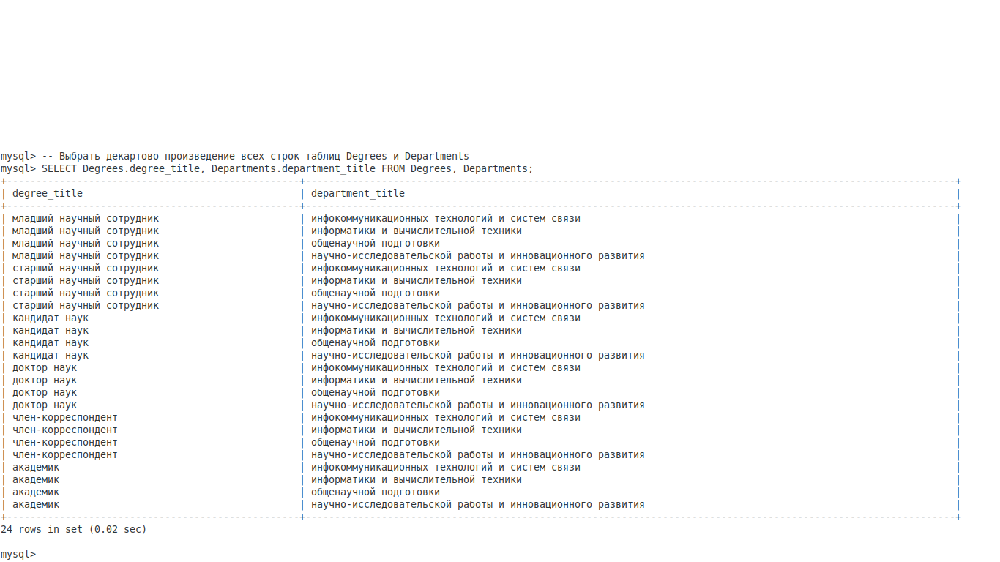 mysql> -- Выбрать декартово произведение всех строк таблиц Degrees и Departments
mysql> SELECT Degrees.degree_title, Departments.department_title FROM Degrees, Departments;
+--------------------------------------------------+---------------------------------------------------------------------------------------------------------------+
| degree_title | department_title |
+--------------------------------------------------+---------------------------------------------------------------------------------------------------------------+
| младший научный сотрудник | инфокоммуникационных технологий и систем связи |
| младший научный сотрудник | информатики и вычислительной техники |
| младший научный сотрудник | общенаучной подготовки |
| младший научный сотрудник | научно-исследовательской работы и инновационного развития |
| старший научный сотрудник | инфокоммуникационных технологий и систем связи |
| старший научный сотрудник | информатики и вычислительной техники |
| старший научный сотрудник | общенаучной подготовки |
| старший научный сотрудник | научно-исследовательской работы и инновационного развития |
| кандидат наук | инфокоммуникационных технологий и систем связи |
| кандидат наук | информатики и вычислительной техники |
| кандидат наук | общенаучной подготовки |
| кандидат наук | научно-исследовательской работы и инновационного развития |
| доктор наук | инфокоммуникационных технологий и систем связи |
| доктор наук | информатики и вычислительной техники |
| доктор наук | общенаучной подготовки |
| доктор наук | научно-исследовательской работы и инновационного развития |
| член-корреспондент | инфокоммуникационных технологий и систем связи |
| член-корреспондент | информатики и вычислительной техники |
| член-корреспондент | общенаучной подготовки |
| член-корреспондент | научно-исследовательской работы и инновационного развития |
| академик | инфокоммуникационных технологий и систем связи |
| академик | информатики и вычислительной техники |
| академик | общенаучной подготовки |
| академик | научно-исследовательской работы и инновационного развития |
+--------------------------------------------------+---------------------------------------------------------------------------------------------------------------+
24 rows in set (0.02 sec)
mysql>